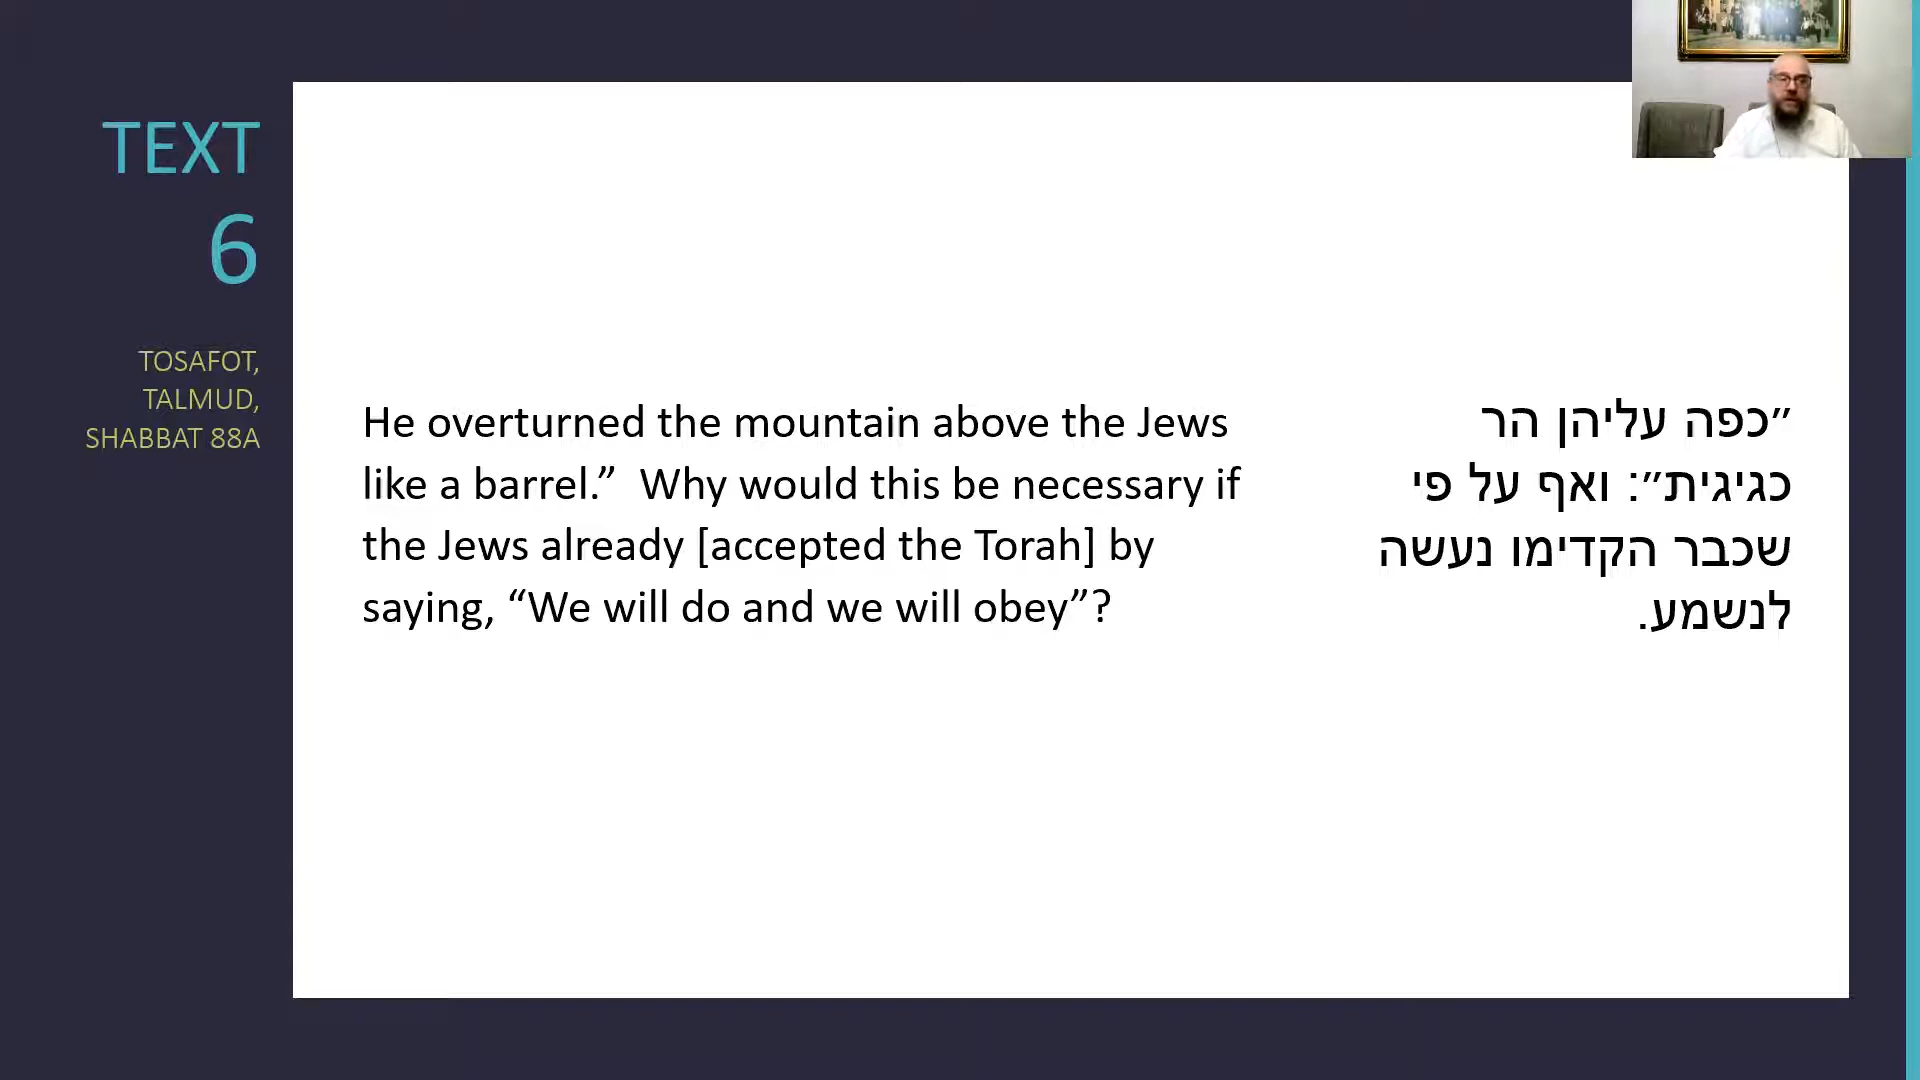 TEXT
6
TOSAFOT,
TALMUD,
SHABBAT 88A
He overturned the mountain above the Jews
like a barrel.”  Why would this be necessary if
the Jews already [accepted the Torah] by
saying, “We will do and we will obey”?
״כפה עליהן הר
כגיגית״: ואף על פי
שכבר הקדימו נעשה
לנשמע.